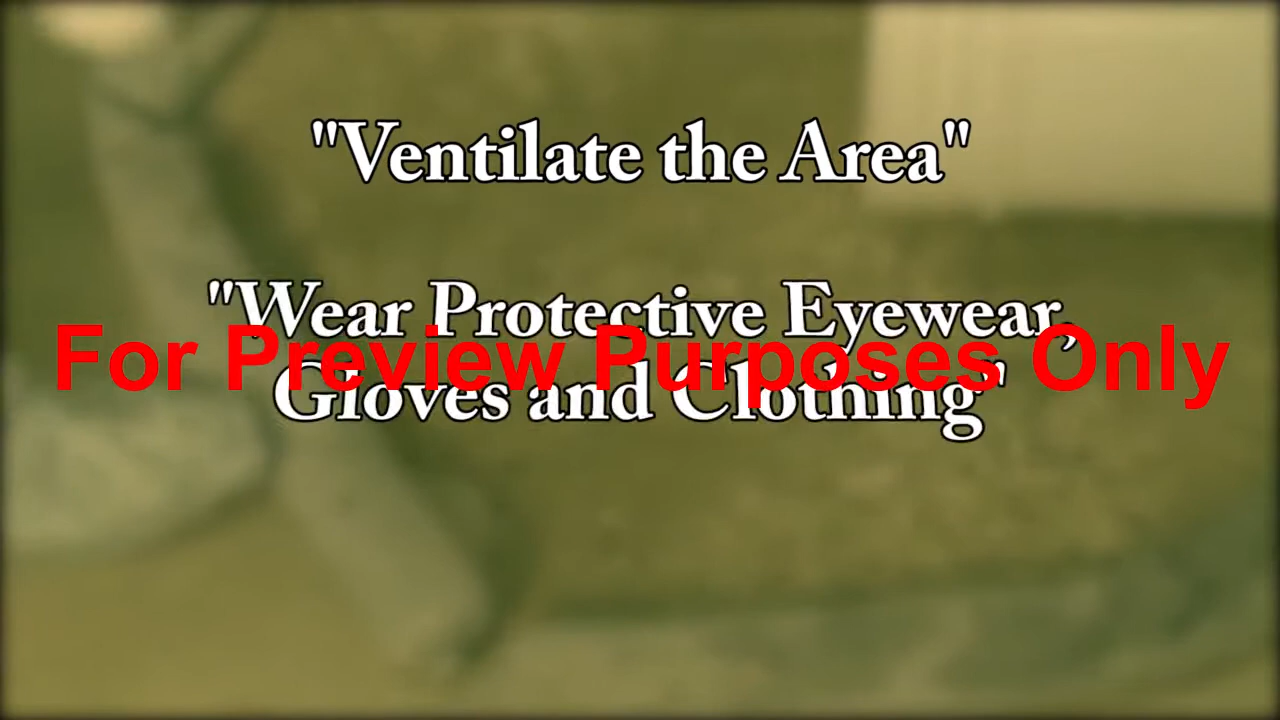 "Ventilate the Area"
"Wear Protective Eyewear,
For Preview Purposes Only
Gloves and Clothing"